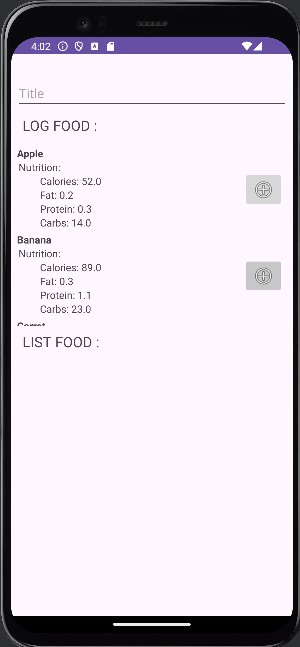 4:02
Title
LOG FOOD :
Apple
Nutrition:
Calories: 52.0
Fat: 0.2
Protein: 0.3
Carbs: 14.0
Banana
Nutrition:
Calories: 89.0
Fat: 0.3
Protein: 1.1
Carbs: 23.0
Carrot
LIST FOOD :